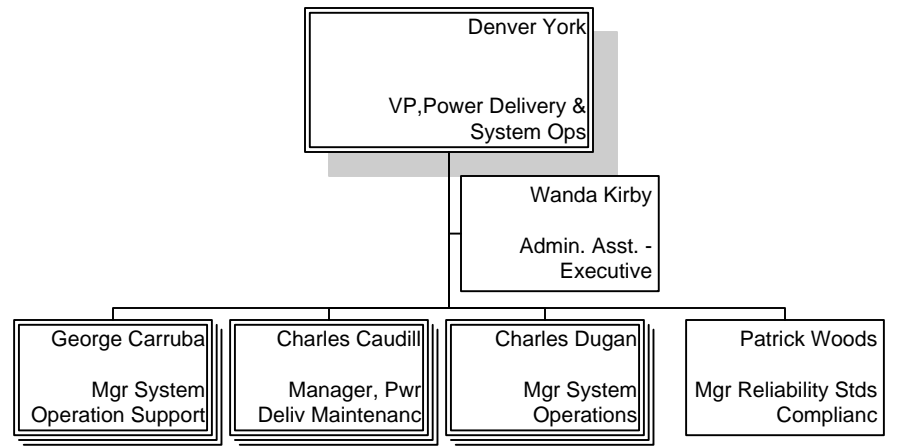 Denver York
VP,Power Delivery &
System Ops
Wanda Kirby
Admin. Asst. -
Executive
George Carruba
Mgr System
Operation Support
Charles Caudill
Manager, Pwr
Deliv Maintenanc
Charles Dugan
Mgr System
Operations
Patrick Woods
Mgr Reliability Stds
Complianc